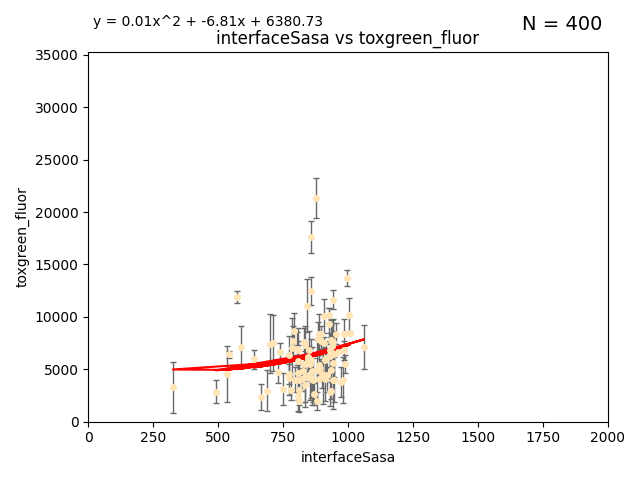 y = 0.01x^2 + -6.81x + 6380.73
N = 400
interfaceSasa vs toxgreen_fluor
35000
30000
25000
20000
15000
10000
5000
0
toxgreen_fluor
0 250 500 750 1000 1250 1500 1750 2000
interfaceSasa